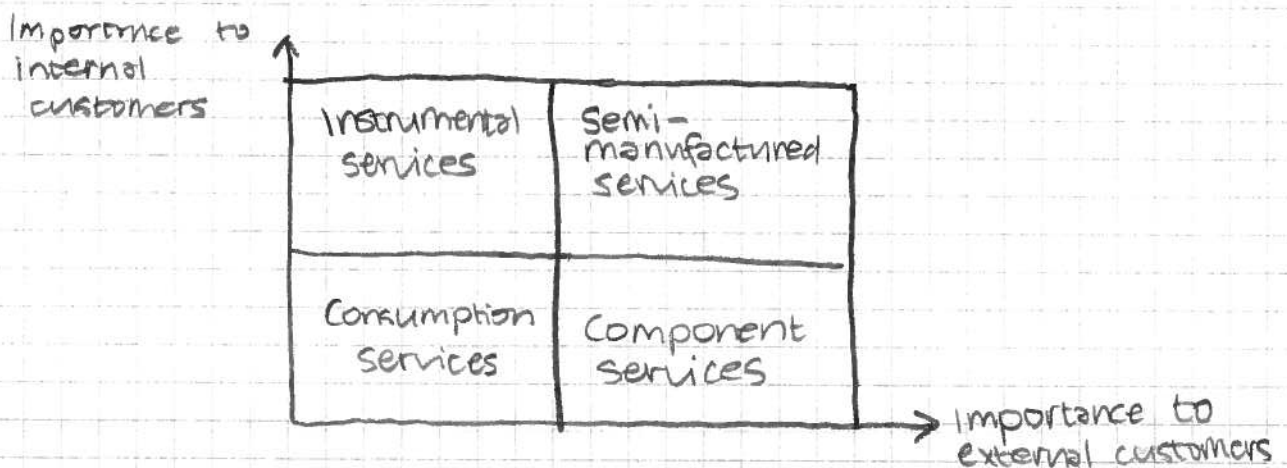 Importance to
internal
customers
Instrumental
services
Semi-
manufactured
services
Consumption
services
Component
services
Importance to
external customers